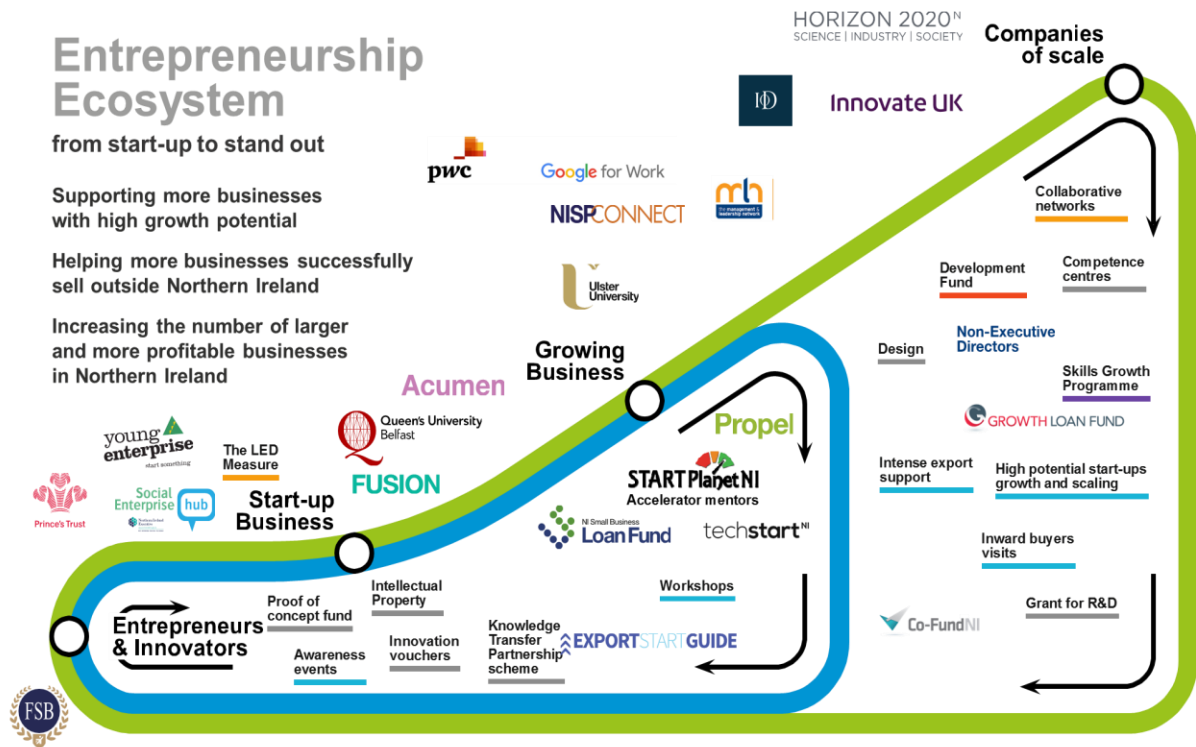 Entrepreneurship
Ecosystem
from start-up to stand out
Supporting more businesses
with high growth potential
Helping more businesses successfully
sell outside Northern Ireland
Increasing the number of larger
and more profitable businesses
in Northern Ireland
HORIZON 2020 N
SCIENCE | INDUSTRY | SOCIETY
Companies
of scale
IoD
Innovate UK
pwc
Google for Work
NISPCONNECT
mh
the management &
leadership network
Ulster
University
Growing
Business
Acumen
Queen's University
Belfast
FUSION
young
enterprise
start something
The LED
Measure
Prince's Trust
Social
Enterprise
hub
Start-up
Business
Collaborative
networks
Development
Fund
Competence
centres
Design
Non-Executive
Directors
Skills Growth
Programme
GROWTH LOAN FUND
Intense export
support
High potential start-ups
growth and scaling
Inward buyers
visits
Co-FundNI
Grant for R&D
Propel
START Planet NI
Accelerator mentors
NI Small Business
Loan Fund
techstart NI
Workshops
EXPORTSTARTGUIDE
Entrepreneurs
& Innovators
Proof of
concept fund
Intellectual
Property
Awareness
events
Innovation
vouchers
Knowledge
Transfer
Partnership
scheme
FSB